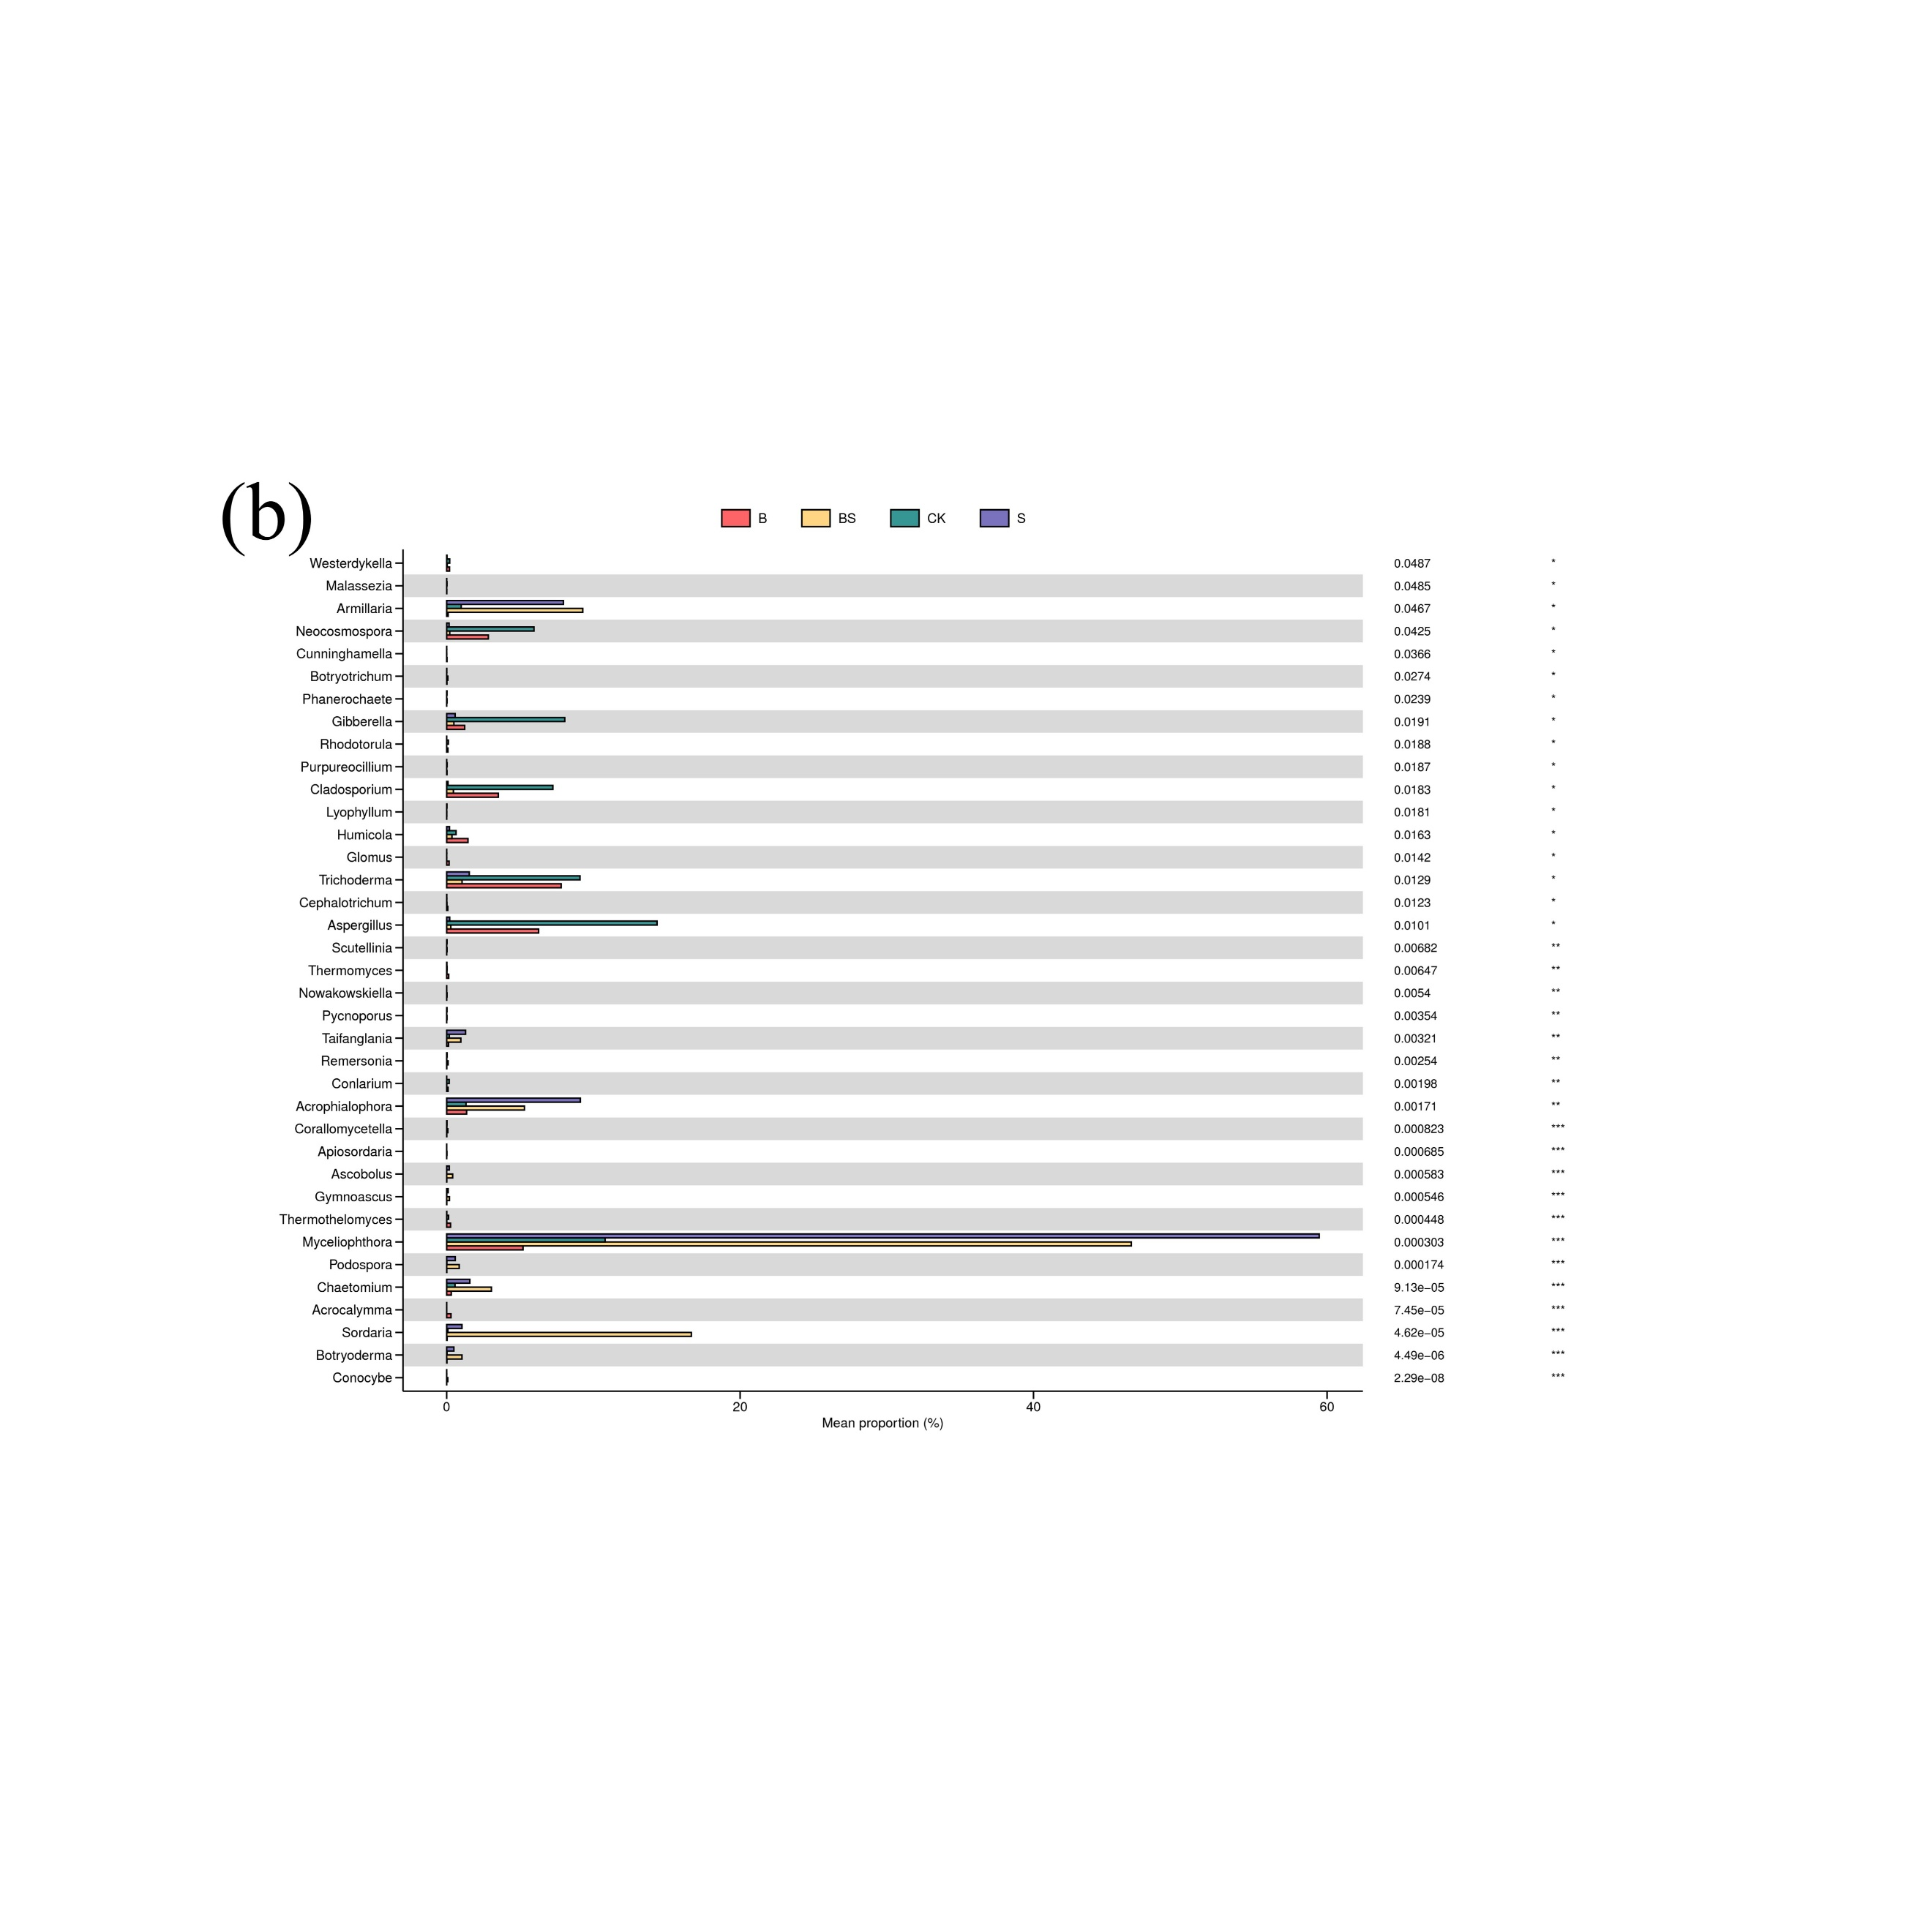 (b)
B BS CK S
Westerdykella 0.0487 *
Malassezia 0.0485 *
Armillaria 0.0467 *
Neocosmospora 0.0425 *
Cunninghamella 0.0366 *
Botryotrichum 0.0274 *
Phanerochaete 0.0239 *
Gibberella 0.0191 *
Rhodotorula 0.0188 *
Purpureocillium 0.0187 *
Cladosporium 0.0183 *
Lyophyllum 0.0181 *
Humicola 0.0163 *
Glomus 0.0142 *
Trichoderma 0.0129 *
Cephalotrichum 0.0123 *
Aspergillus 0.0101 *
Scutellinia 0.00682 **
Thermomyces 0.00647 **
Nowakowskiella 0.0054 **
Pycnoporus 0.00354 **
Taifanglania 0.00321 **
Remersonia 0.00254 **
Conlarium 0.00198 **
Acrophialophora 0.00171 **
Corallomycetella 0.000823 ***
Apiosordaria 0.000685 ***
Ascobolus 0.000583 ***
Gymnoascus 0.000546 ***
Thermothelomyces 0.000448 ***
Myceliophthora 0.000303 ***
Podospora 0.000174 ***
Chaetomium 9.13e−05 ***
Acrocalymma 7.45e−05 ***
Sordaria 4.62e−05 ***
Botryoderma 4.49e−06 ***
Conocybe 2.29e−08 ***
0 20 40 60
Mean proportion (%)